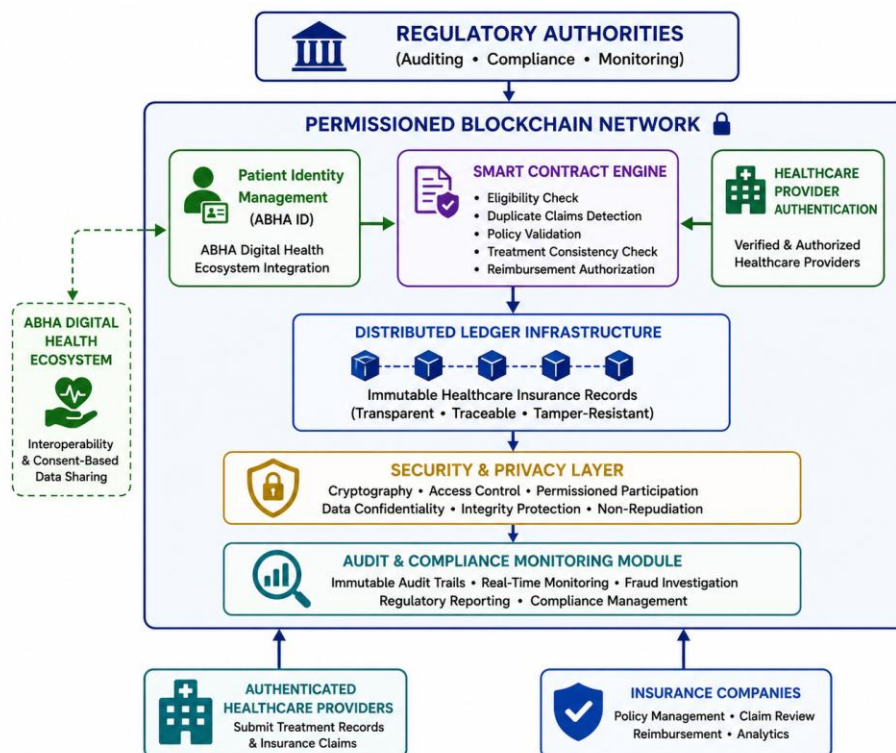 REGULATORY AUTHORITIES
(Auditing • Compliance • Monitoring)
PERMISSIONED BLOCKCHAIN NETWORK
Patient Identity
Management
(ABHA ID)
ABHA Digital Health
Ecosystem Integration
SMART CONTRACT ENGINE
• Eligibility Check
• Duplicate Claims Detection
• Policy Validation
• Treatment Consistency Check
• Reimbursement Authorization
HEALTHCARE
PROVIDER
AUTHENTICATION
Verified & Authorized
Healthcare Providers
ABHA DIGITAL
HEALTH
ECOSYSTEM
Interoperability
& Consent-Based
Data Sharing
DISTRIBUTED LEDGER INFRASTRUCTURE
Immutable Healthcare Insurance Records
(Transparent • Traceable • Tamper-Resistant)
SECURITY & PRIVACY LAYER
Cryptography • Access Control • Permissioned Participation
Data Confidentiality • Integrity Protection • Non-Repudiation
AUDIT & COMPLIANCE MONITORING MODULE
Immutable Audit Trails • Real-Time Monitoring • Fraud Investigation
Regulatory Reporting • Compliance Management
AUTHENTICATED
HEALTHCARE PROVIDERS
Submit Treatment Records
& Insurance Claims
INSURANCE COMPANIES
Policy Management • Claim Review
Reimbursement • Analytics